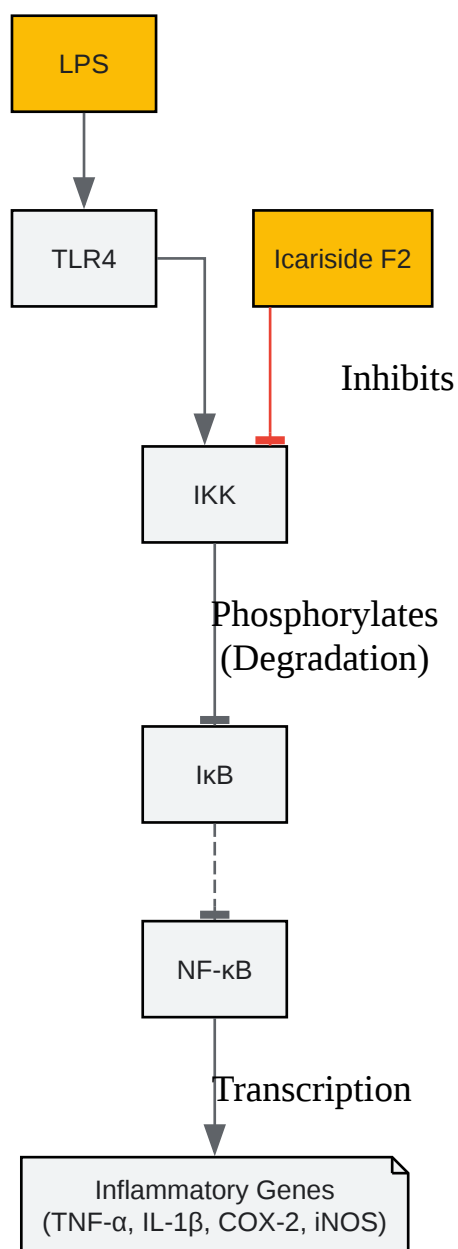 LPS
TLR4
Icariside F2
Inhibits
IKK
Phosphorylates
(Degradation)
IκB
NF-κB
Transcription
Inflammatory Genes
(TNF-α, IL-1β, COX-2, iNOS)